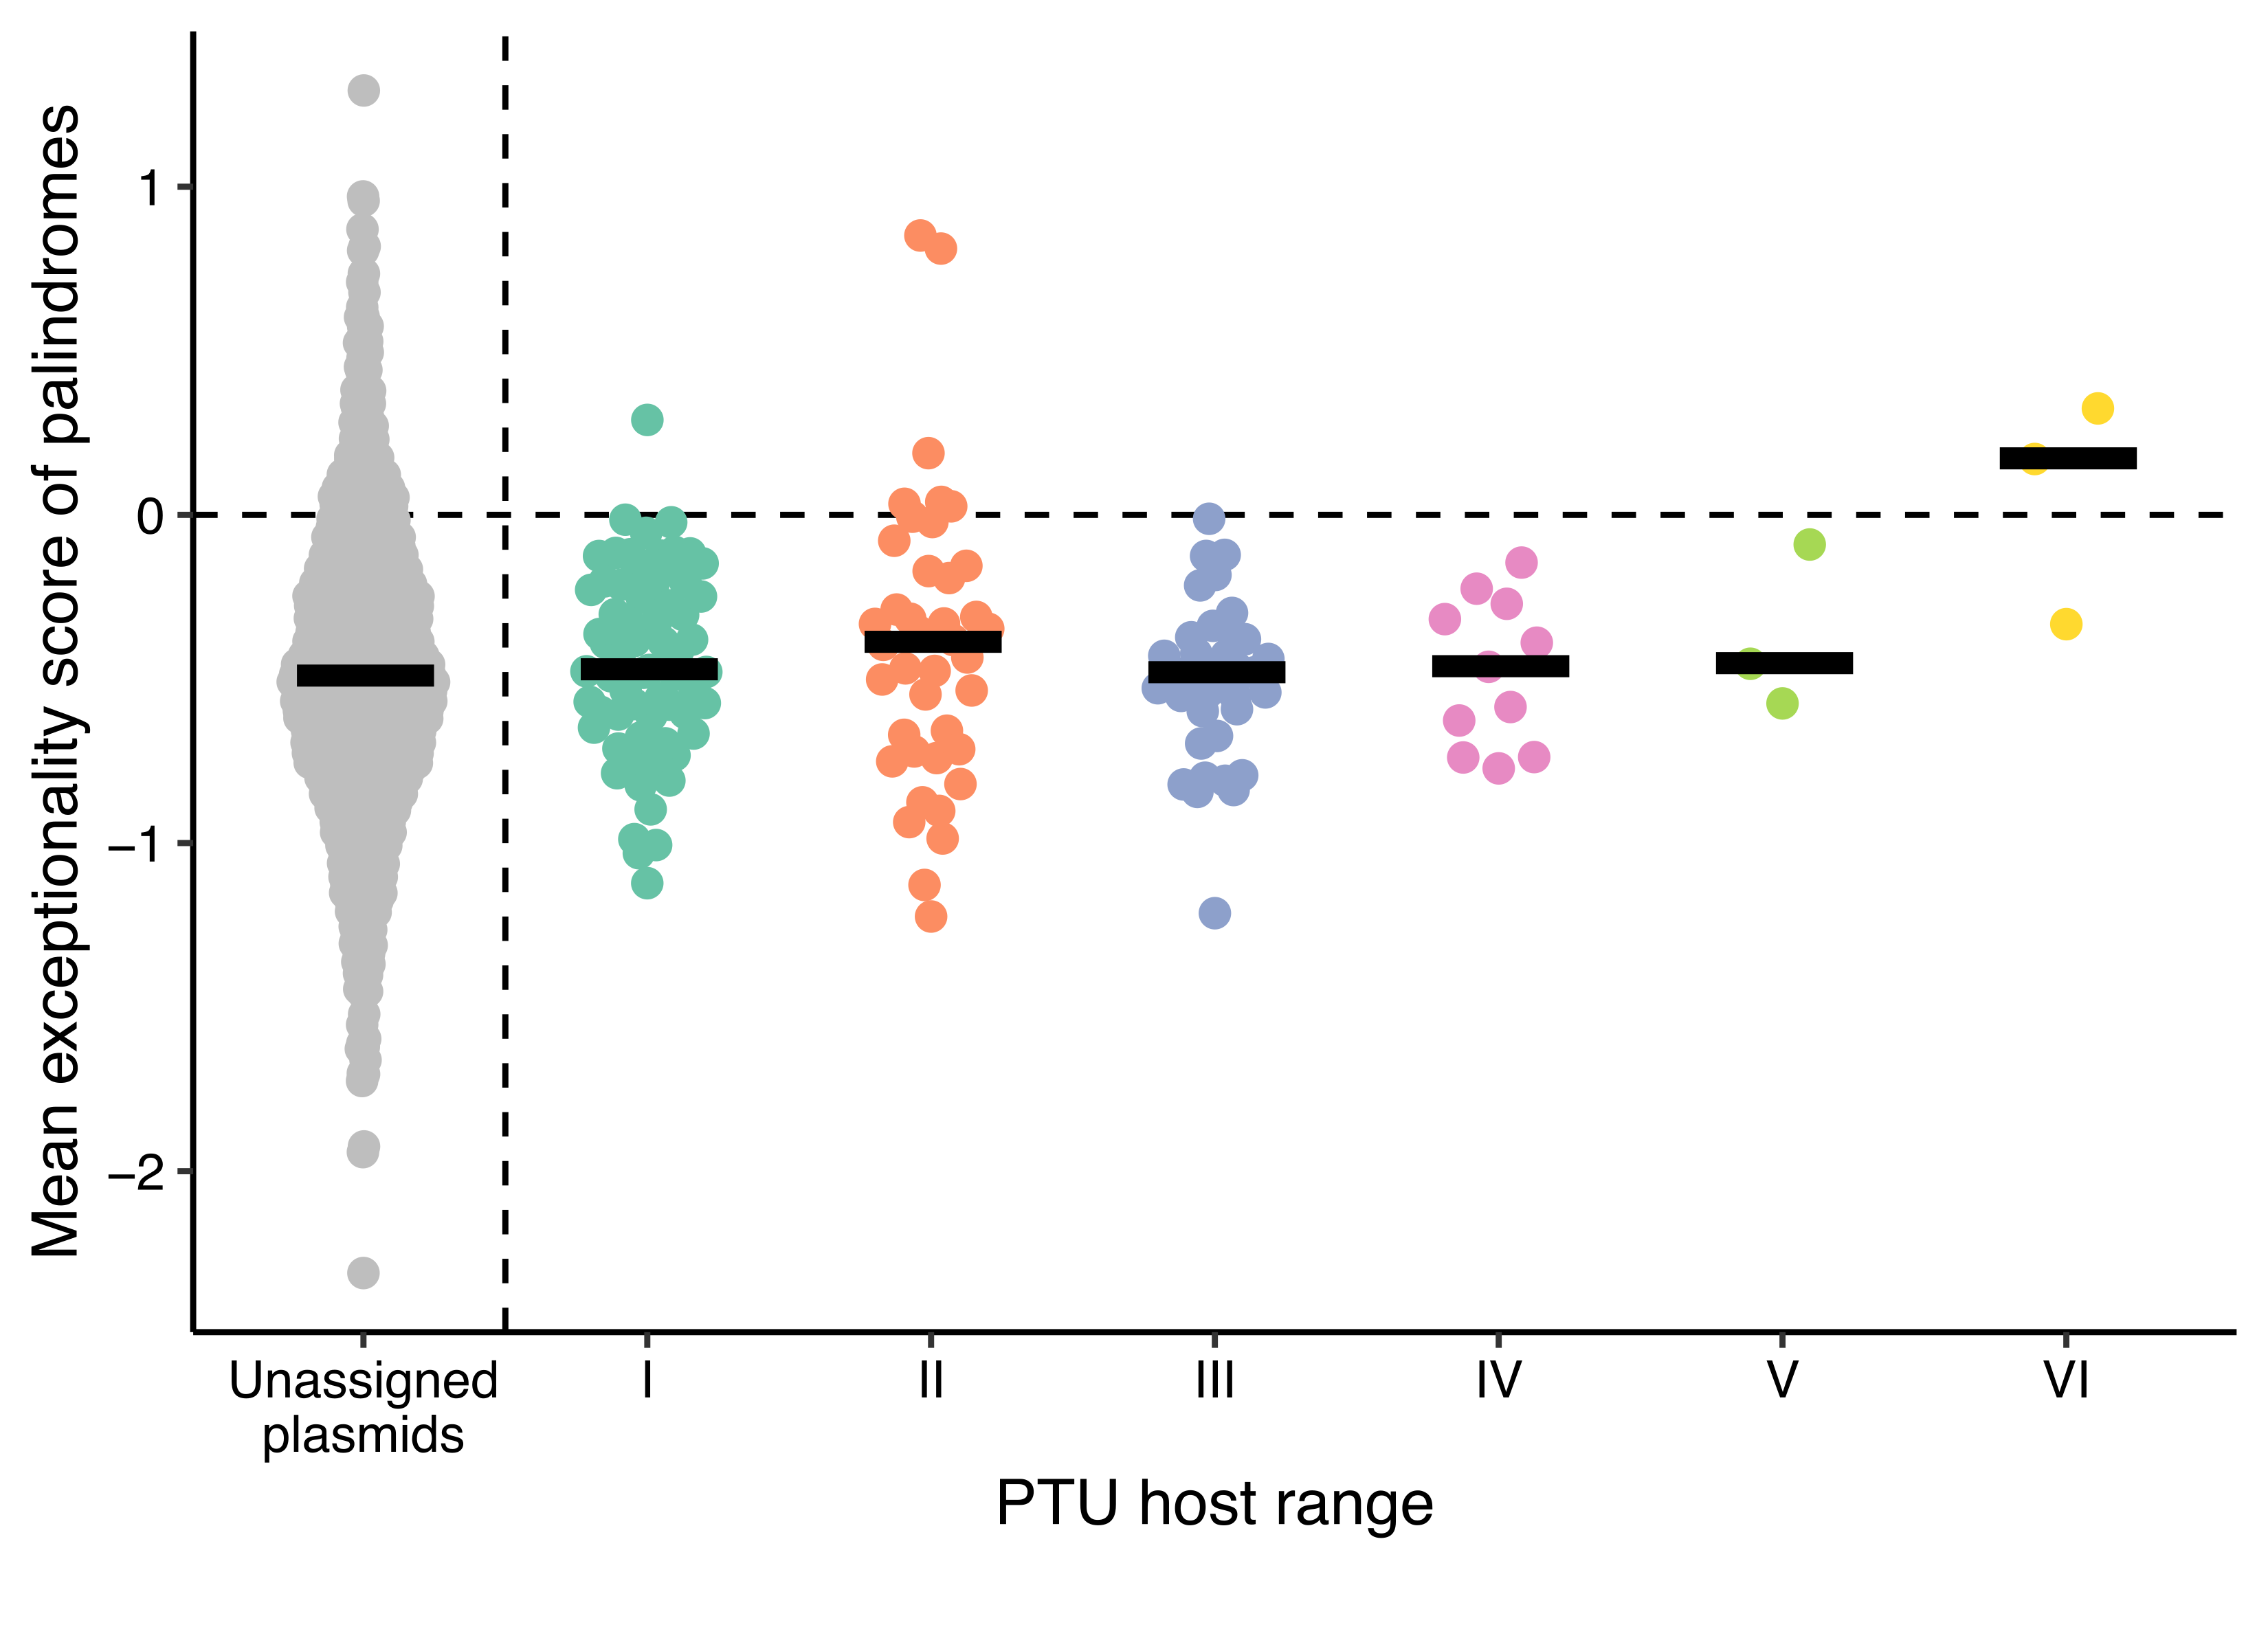 Mean exceptionality score of palindromes
1
0
−1
−2
Unassigned
plasmids
I
II
III
IV
V
VI
PTU host range